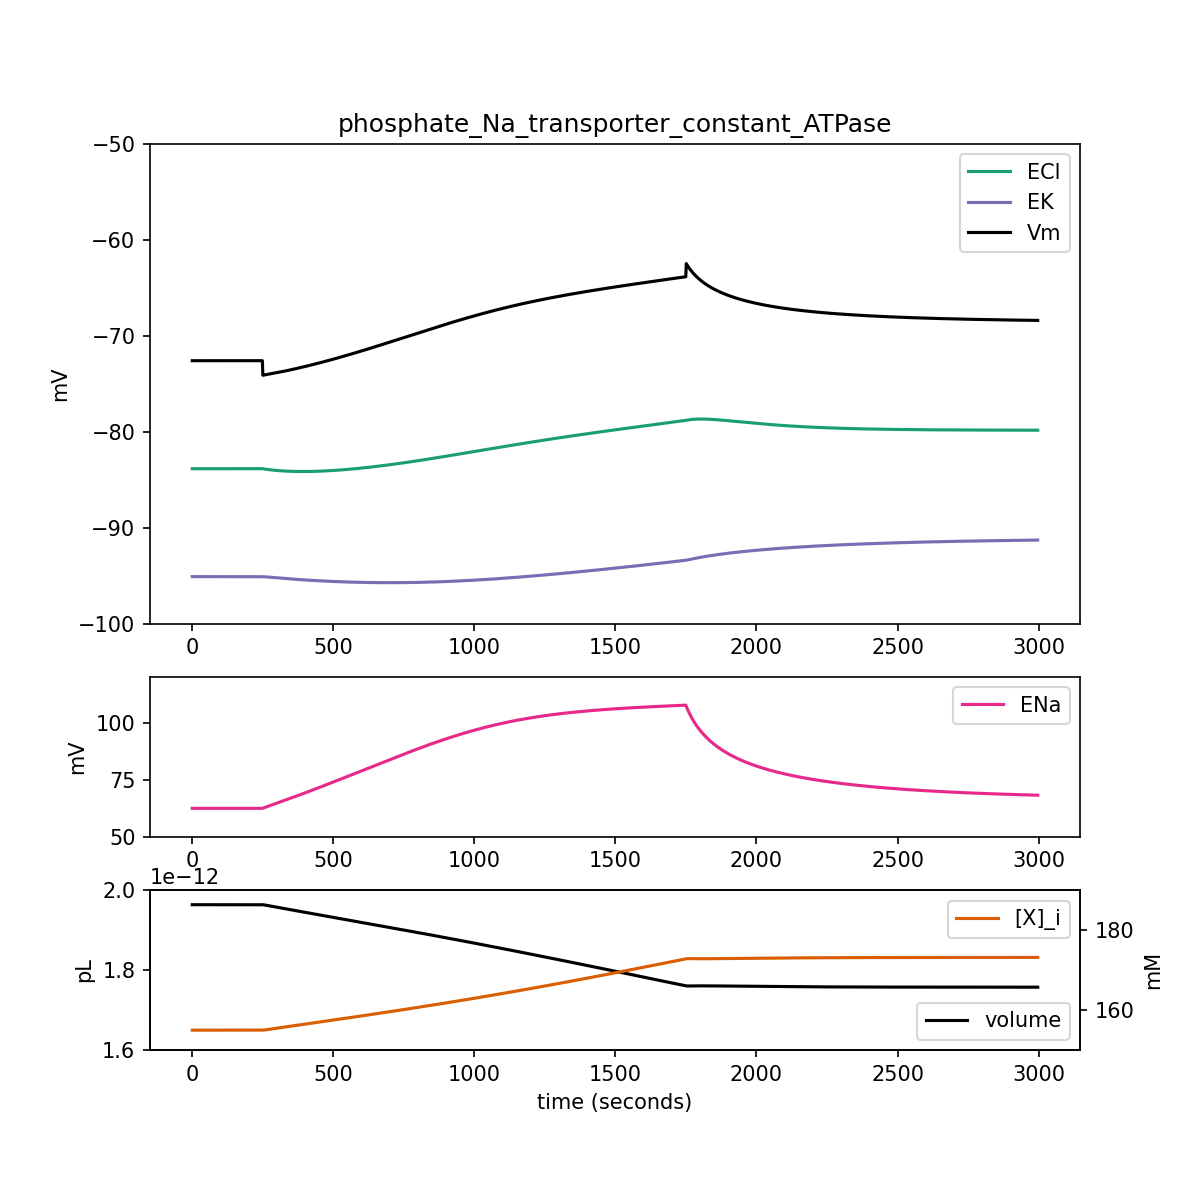 phosphate_Na_transporter_constant_ATPase
−50
−60
−70
−80
−90
−100
mV
ECl
EK
Vm
0 500 1000 1500 2000 2500 3000
100
75
50
mV
ENa
0 500 1000 1500 2000 2500 3000
1e−12
2.0
1.8
1.6
pL
[X]_i
volume
180
160
mM
0 500 1000 1500 2000 2500 3000
time (seconds)